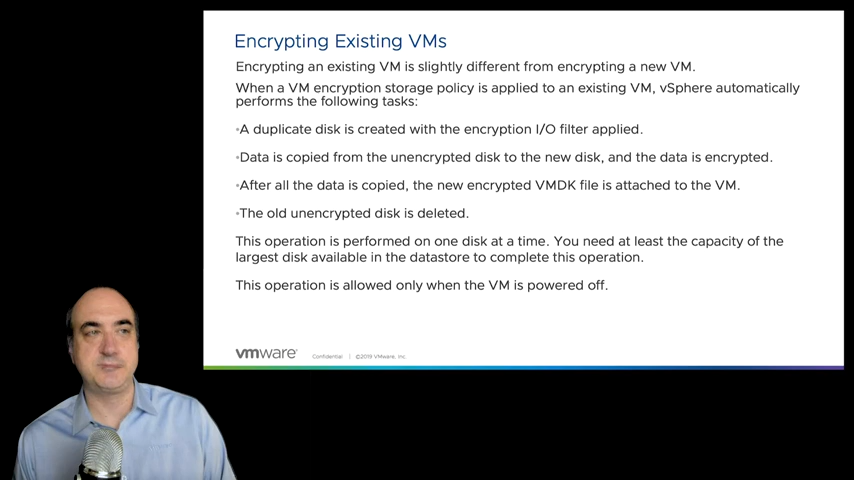 Encrypting Existing VMs
Encrypting an existing VM is slightly different from encrypting a new VM.
When a VM encryption storage policy is applied to an existing VM, vSphere automatically
performs the following tasks:
•A duplicate disk is created with the encryption I/O filter applied.
•Data is copied from the unencrypted disk to the new disk, and the data is encrypted.
•After all the data is copied, the new encrypted VMDK file is attached to the VM.
•The old unencrypted disk is deleted.
This operation is performed on one disk at a time. You need at least the capacity of the
largest disk available in the datastore to complete this operation.
This operation is allowed only when the VM is powered off.
vmware® Confidential | ©2019 VMware, Inc.